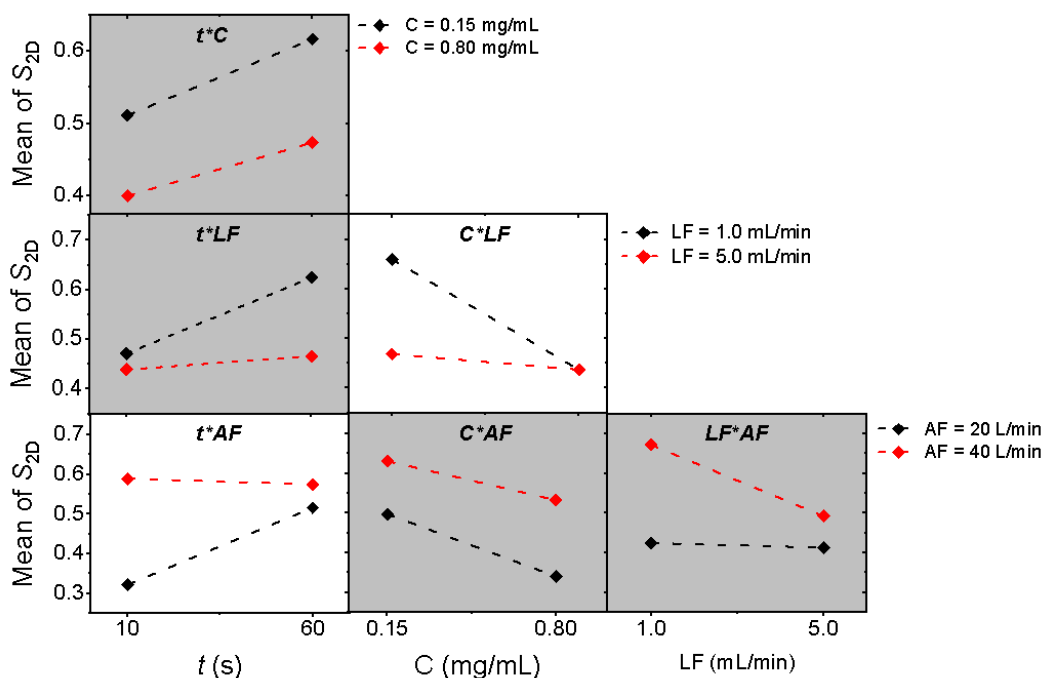 t*C
C = 0.15 mg/mL
C = 0.80 mg/mL
Mean of S2D
0.6
0.5
0.4
t*LF
C*LF
LF = 1.0 mL/min
LF = 5.0 mL/min
Mean of S2D
0.7
0.6
0.5
0.4
t*AF
C*AF
LF*AF
AF = 20 L/min
AF = 40 L/min
Mean of S2D
0.7
0.6
0.5
0.4
0.3
10 60 0.15 0.80 1.0 5.0
t (s) C (mg/mL) LF (mL/min)